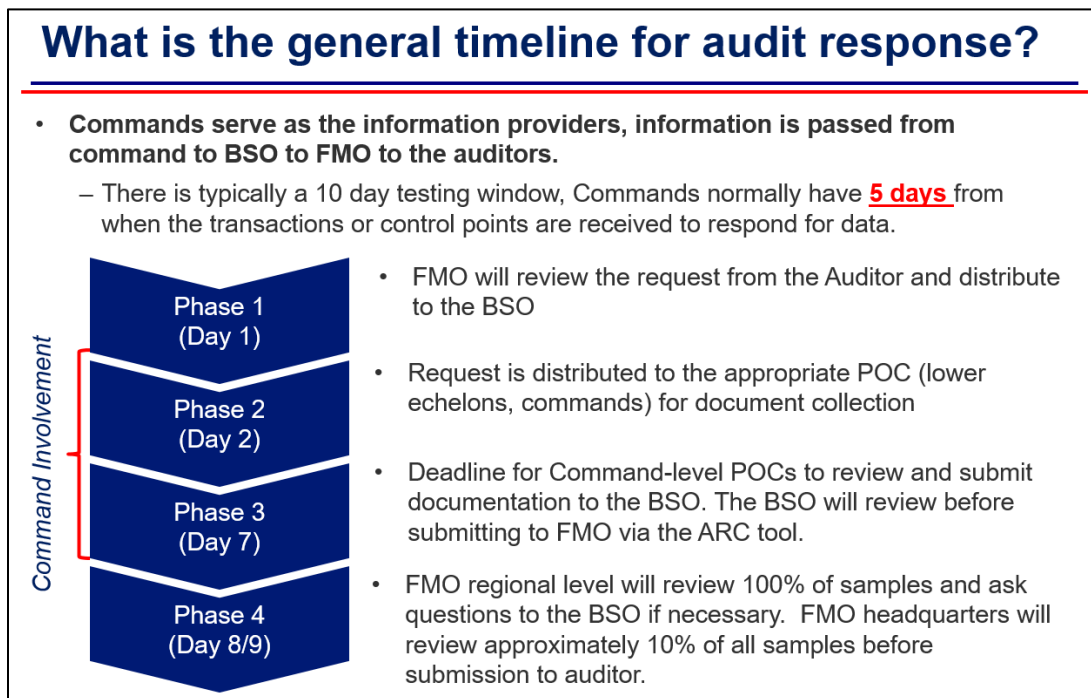 What is the general timeline for audit response?
• Commands serve as the information providers, information is passed from
command to BSO to FMO to the auditors.
– There is typically a 10 day testing window, Commands normally have 5 days from
when the transactions or control points are received to respond for data.
Command Involvement
Phase 1
(Day 1)
• FMO will review the request from the Auditor and distribute
to the BSO
Phase 2
(Day 2)
• Request is distributed to the appropriate POC (lower
echelons, commands) for document collection
Phase 3
(Day 7)
• Deadline for Command-level POCs to review and submit
documentation to the BSO. The BSO will review before
submitting to FMO via the ARC tool.
Phase 4
(Day 8/9)
• FMO regional level will review 100% of samples and ask
questions to the BSO if necessary.  FMO headquarters will
review approximately 10% of all samples before
submission to auditor.